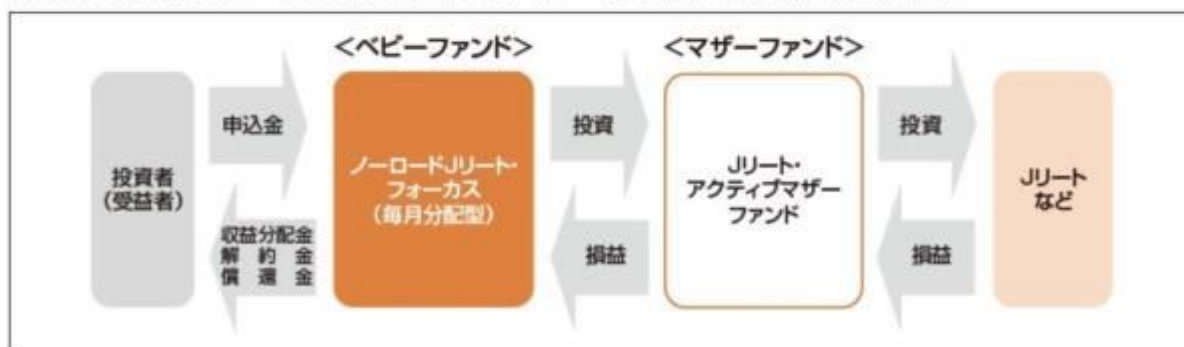 <ベビーファンド>
<マザーファンド>
投資者
(受益者)
申込金
収益分配金
解約金
償還金
ノーロードJリート・
フォーカス
(毎月分配型)
投資
損益
Jリート・
アクティブマザー
ファンド
投資
損益
Jリート
など